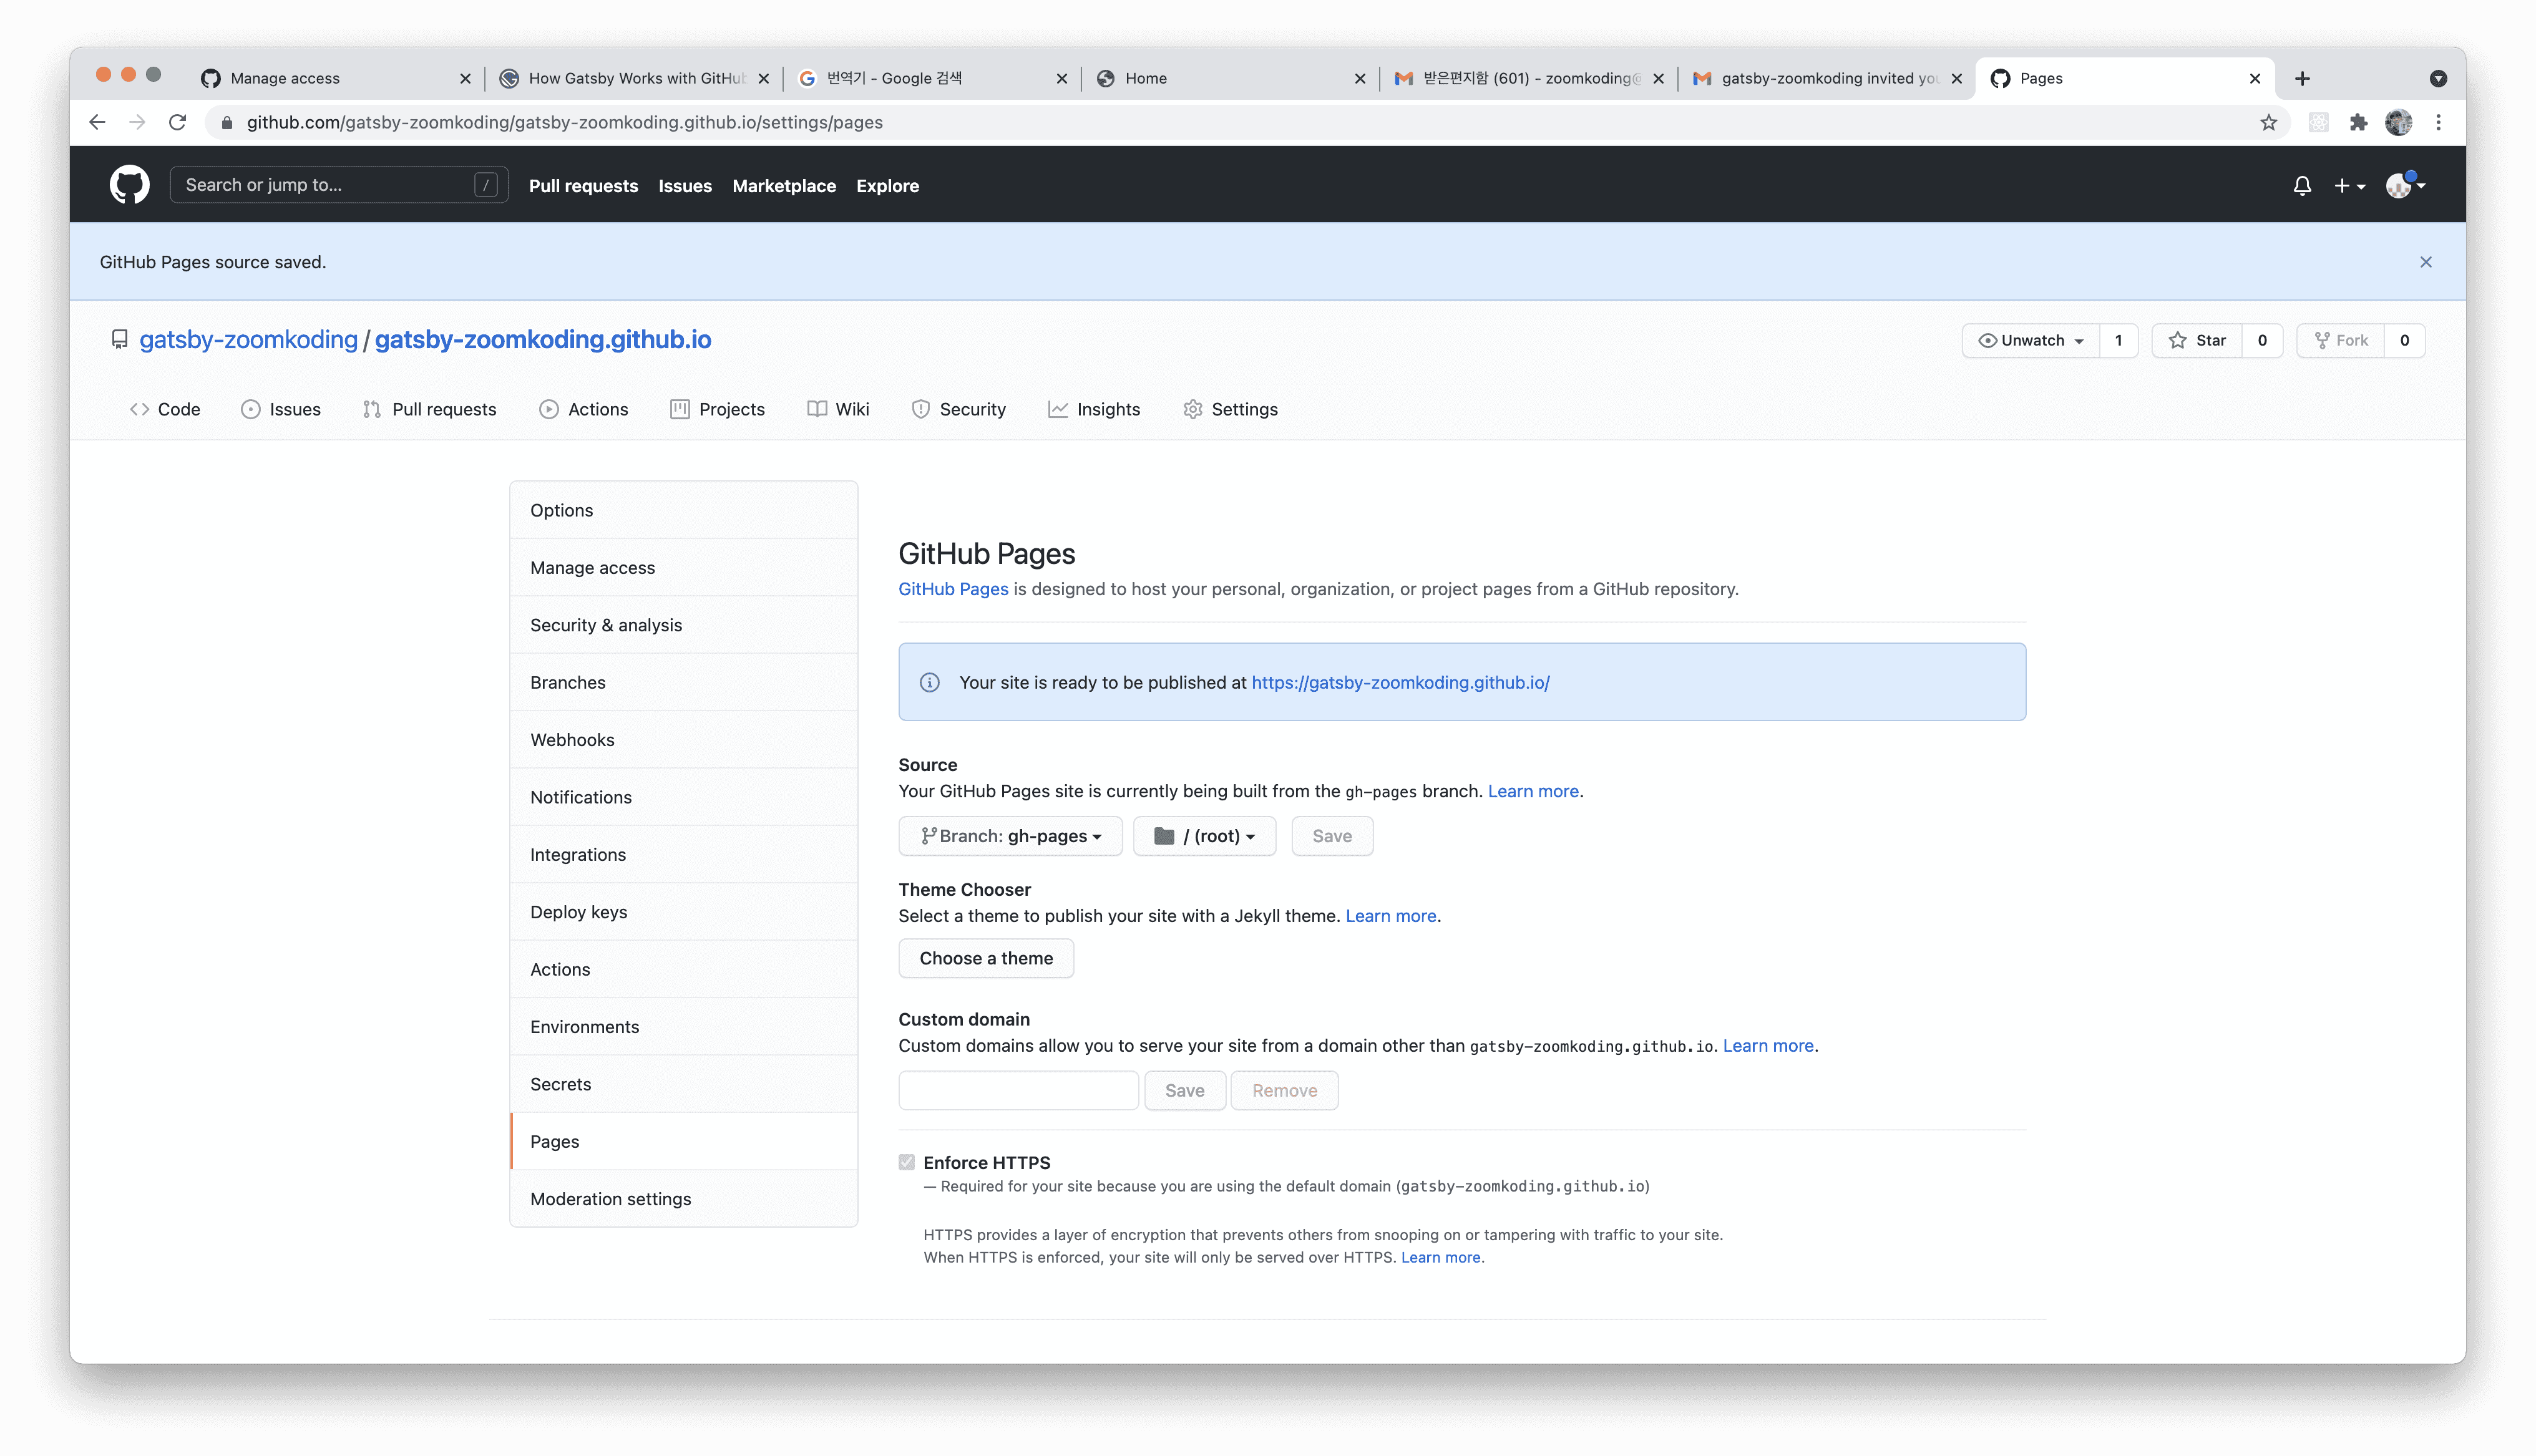 Manage access
How Gatsby Works with GitHub
번역기 - Google 검색
Home
받은편지함 (601) - zoomkoding@
gatsby-zoomkoding invited you
Pages
github.com/gatsby-zoomkoding/gatsby-zoomkoding.github.io/settings/pages
Search or jump to... /
Pull requests Issues Marketplace Explore
GitHub Pages source saved.
gatsby-zoomkoding / gatsby-zoomkoding.github.io
Unwatch 1 Star 0 Fork 0
Code Issues Pull requests Actions Projects Wiki Security Insights Settings
Options
Manage access
Security & analysis
Branches
Webhooks
Notifications
Integrations
Deploy keys
Actions
Environments
Secrets
Pages
Moderation settings
GitHub Pages
GitHub Pages is designed to host your personal, organization, or project pages from a GitHub repository.
Your site is ready to be published at https://gatsby-zoomkoding.github.io/
Source
Your GitHub Pages site is currently being built from the gh-pages branch. Learn more.
Branch: gh-pages / (root) Save
Theme Chooser
Select a theme to publish your site with a Jekyll theme. Learn more.
Choose a theme
Custom domain
Custom domains allow you to serve your site from a domain other than gatsby-zoomkoding.github.io. Learn more.
Save Remove
Enforce HTTPS
— Required for your site because you are using the default domain (gatsby-zoomkoding.github.io)
HTTPS provides a layer of encryption that prevents others from snooping on or tampering with traffic to your site.
When HTTPS is enforced, your site will only be served over HTTPS. Learn more.